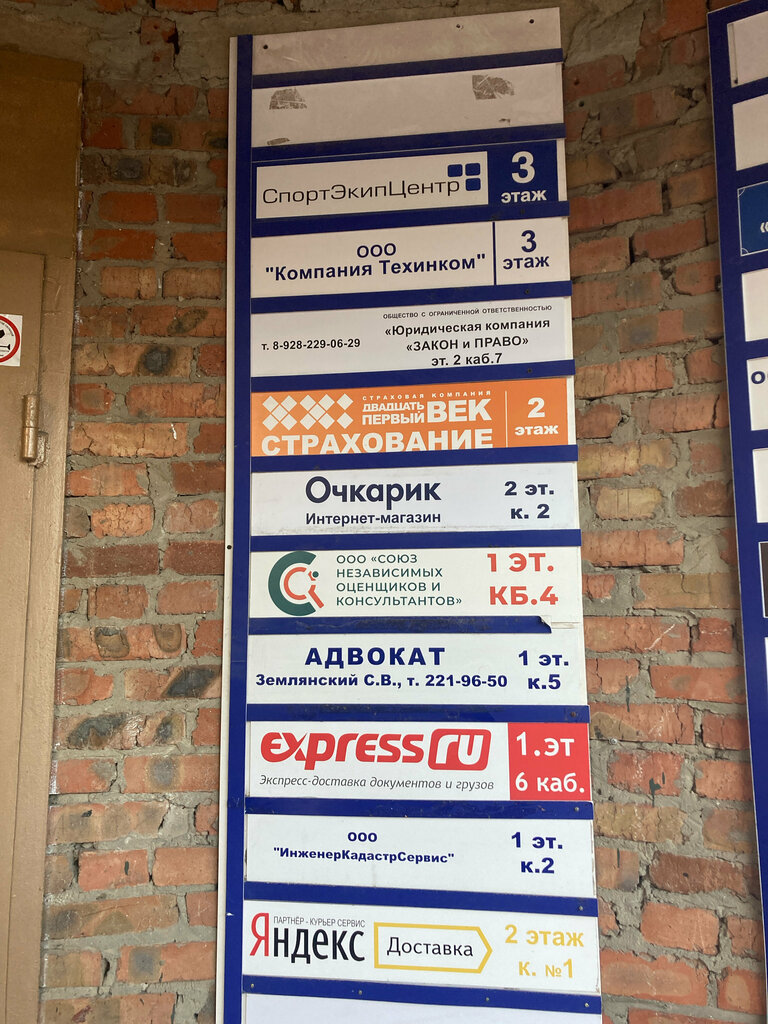 СпортЭкипЦентр
3
этаж
ООО
"Компания Техинком"
3
этаж
ОБЩЕСТВО С ОГРАНИЧЕННОЙ ОТВЕТСТВЕННОСТЬЮ
т. 8-928-229-06-29
«Юридическая компания
«ЗАКОН и ПРАВО»
эт. 2 каб.7
СТРАХОВАЯ КОМПАНИЯ
ДВАДЦАТЬ
ПЕРВЫЙ ВЕК
СТРАХОВАНИЕ
2
этаж
Очкарик
Интернет-магазин
2 эт.
к. 2
ООО «СОЮЗ
НЕЗАВИСИМЫХ
ОЦЕНЩИКОВ И
КОНСУЛЬТАНТОВ»
1 ЭТ.
КБ.4
АДВОКАТ
Землянский С.В., т. 221-96-50
1 эт.
к.5
express ru
Экспресс-доставка документов и грузов
1.эт
6 каб.
ООО
"ИнженерКадастрСервис"
1 эт.
к.2
ПАРТНЁР - КУРЬЕР СЕРВИС
Яндекс Доставка
2 этаж
к. №1